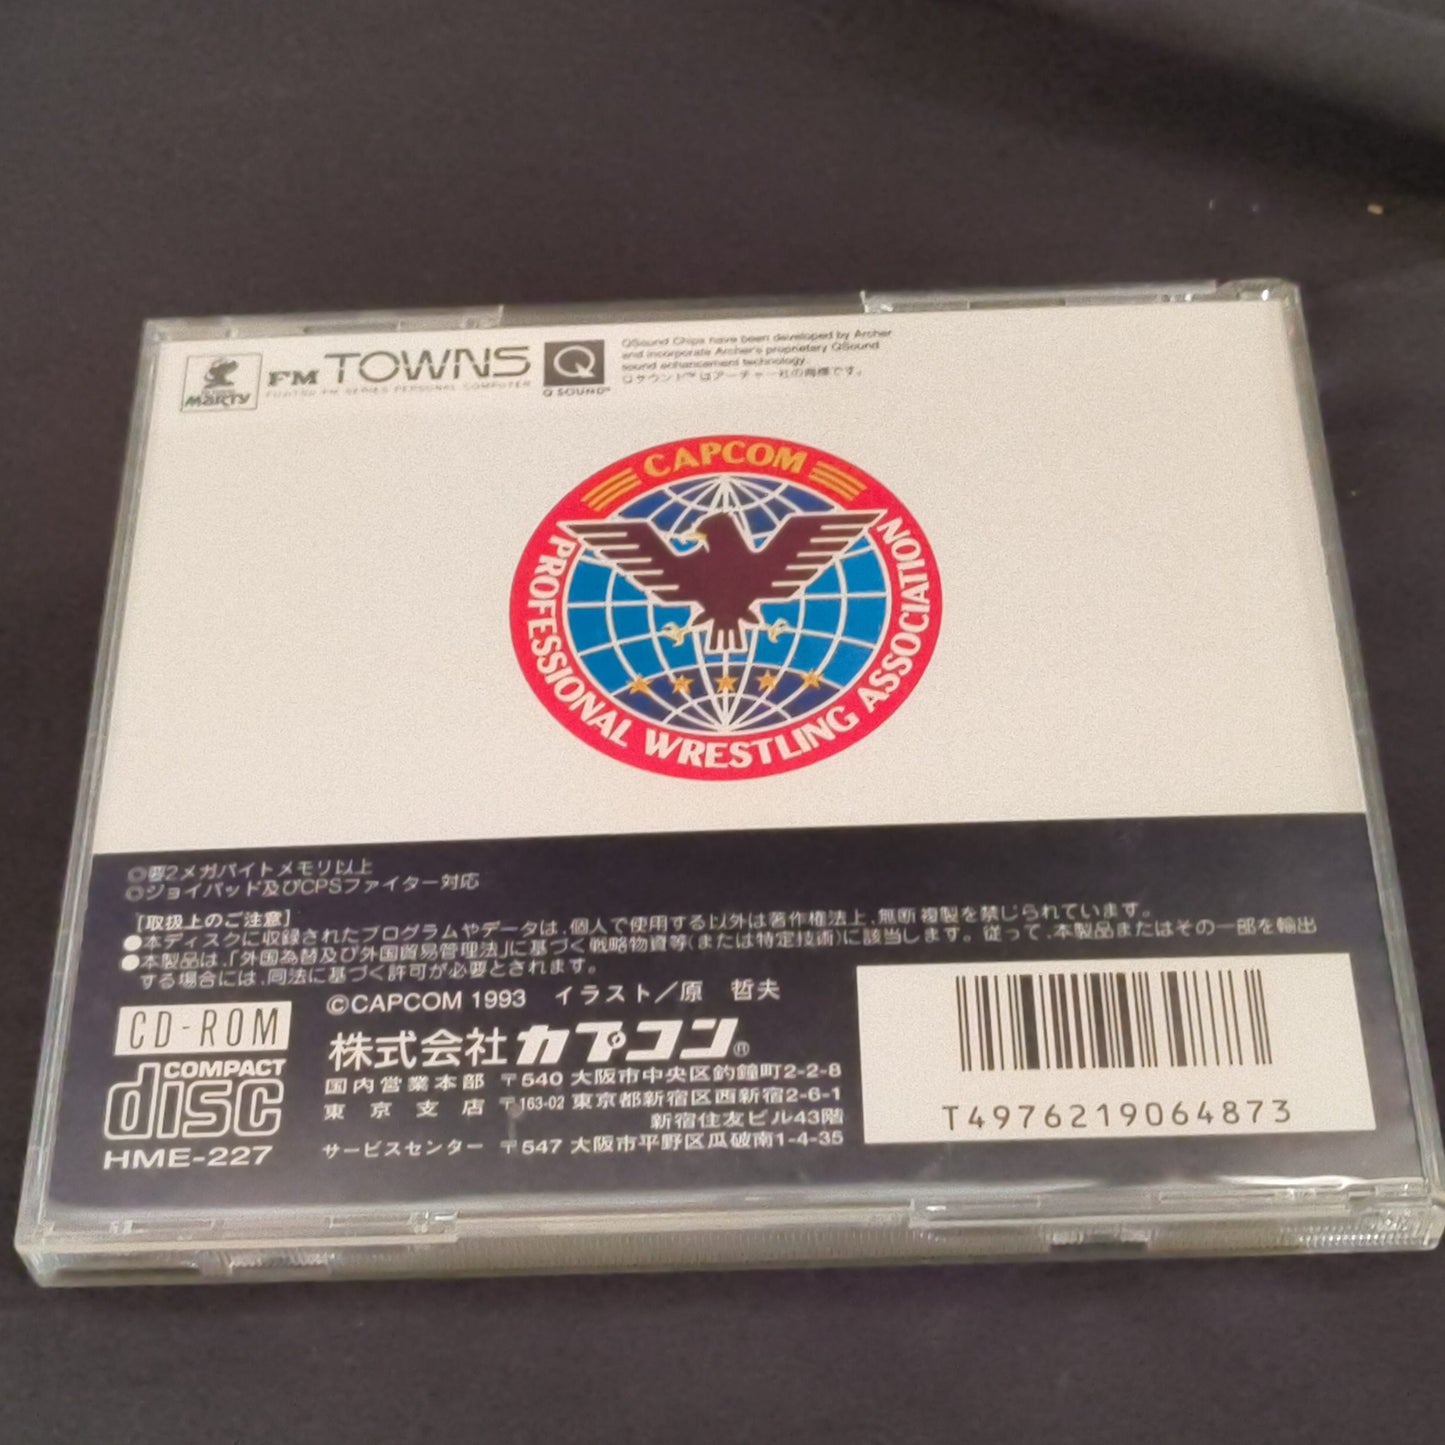 MARTY
FM TOWNS
FUJITSU FM SERIES PERSONAL COMPUTER
Q
Q SOUND™
QSound Chips have been developed by Archer
and incorporate Archer's proprietary QSound
sound enhancement technology.
Qサウンド™はアーチャー社の商標です。
CAPCOM
PROFESSIONAL WRESTLING ASSOCIATION
◎要2メガバイトメモリ以上
◎ジョイパッド及びCPSファイター対応
[取扱上のご注意]
●本ディスクに収録されたプログラムやデータは、個人で使用する以外は著作権法上、無断複製を禁じられています。
●本製品は、「外国為替及び外国貿易管理法」に基づく戦略物資等(または特定技術)に該当します。従って、本製品またはその一部を輸出
する場合には、同法に基づく許可が必要とされます。
©CAPCOM 1993 イラスト/原 哲夫
株式会社カプコン®
国内営業本部 〒540 大阪市中央区釣鐘町2-2-8
東京支店 〒163-02 東京都新宿区西新宿2-6-1
新宿住友ビル43階
サービスセンター 〒547 大阪市平野区瓜破南1-4-35
CD-ROM
COMPACT
disc
HME-227
T4976219064873